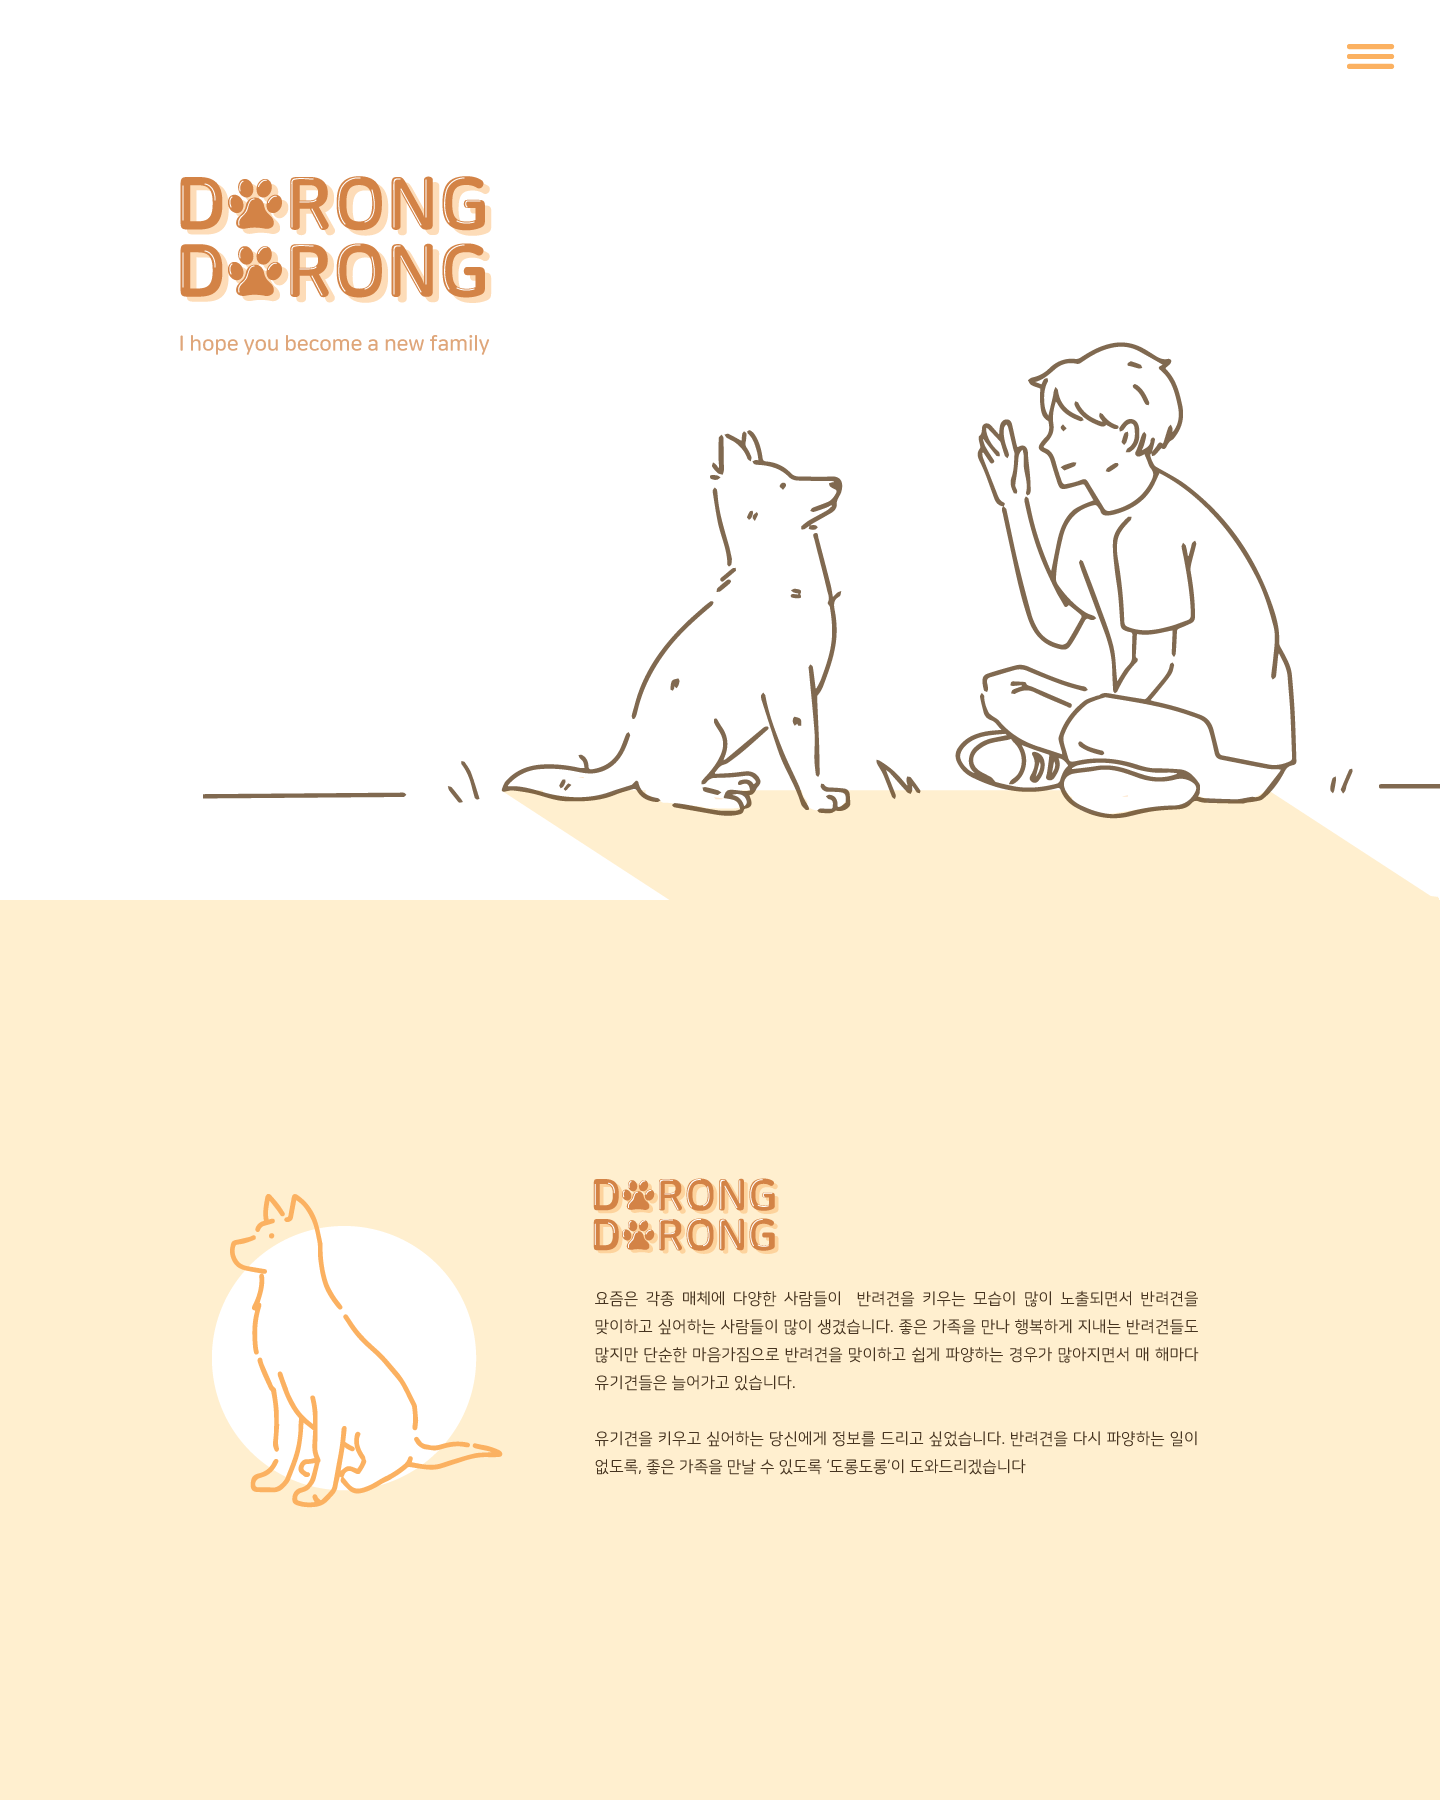 DORONG
DORONG
I hope you become a new family
DORONG
DORONG
요즘은 각종 매체에 다양한 사람들이 반려견을 키우는 모습이 많이 노출되면서 반려견을
맞이하고 싶어하는 사람들이 많이 생겼습니다. 좋은 가족을 만나 행복하게 지내는 반려견들도
많지만 단순한 마음가짐으로 반려견을 맞이하고 쉽게 파양하는 경우가 많아지면서 매 해마다
유기견들은 늘어가고 있습니다.
유기견을 키우고 싶어하는 당신에게 정보를 드리고 싶었습니다. 반려견을 다시 파양하는 일이
없도록, 좋은 가족을 만날 수 있도록 ‘도롱도롱’이 도와드리겠습니다